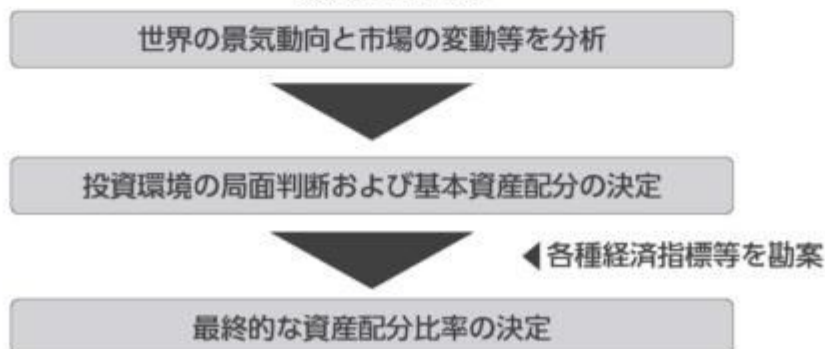 世界の景気動向と市場の変動等を分析
投資環境の局面判断および基本資産配分の決定
◀各種経済指標等を勘案
最終的な資産配分比率の決定